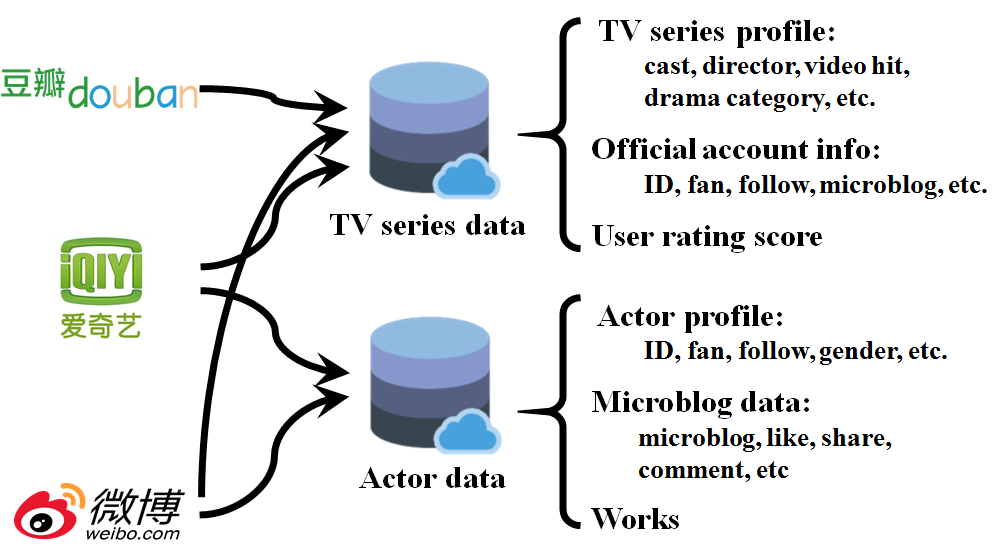 豆瓣douban
iQIYI
爱奇艺
微博
weibo.com
TV series data
Actor data
TV series profile:
cast, director, video hit,
drama category, etc.
Official account info:
ID, fan, follow, microblog, etc.
User rating score
Actor profile:
ID, fan, follow, gender, etc.
Microblog data:
microblog, like, share,
comment, etc
Works